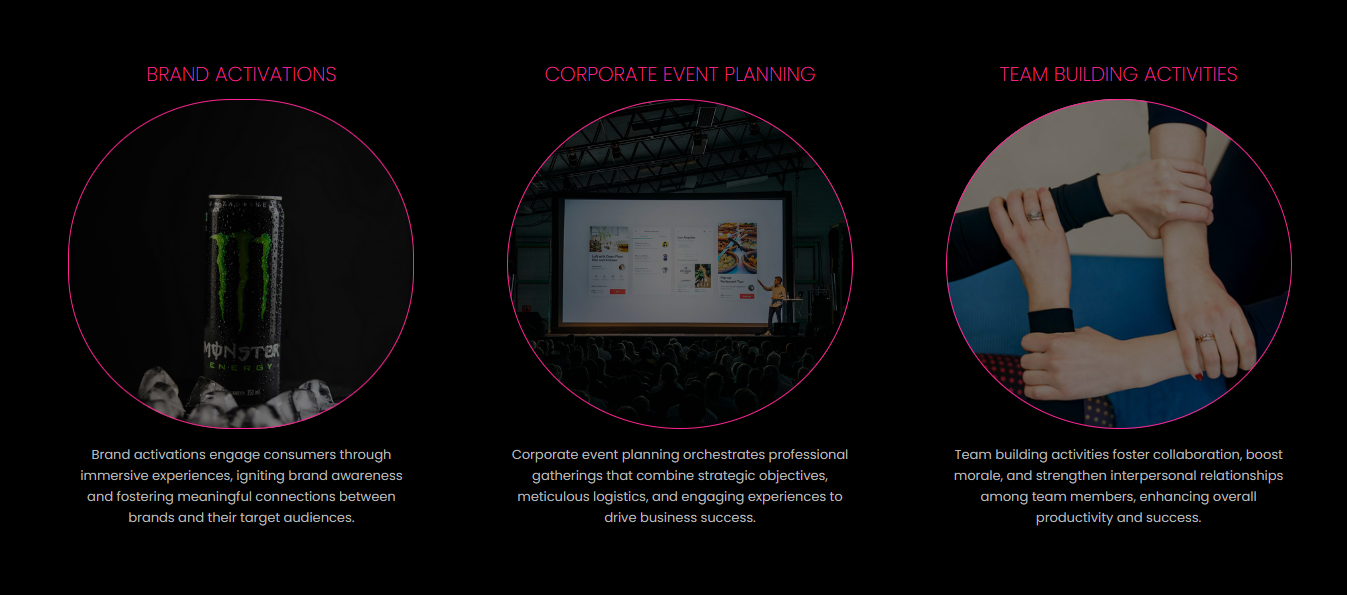 BRAND ACTIVATIONS
CORPORATE EVENT PLANNING
TEAM BUILDING ACTIVITIES
MONSTER
ENERGY
Brand activations engage consumers through
immersive experiences, igniting brand awareness
and fostering meaningful connections between
brands and their target audiences.
Corporate event planning orchestrates professional
gatherings that combine strategic objectives,
meticulous logistics, and engaging experiences to
drive business success.
Team building activities foster collaboration, boost
morale, and strengthen interpersonal relationships
among team members, enhancing overall
productivity and success.